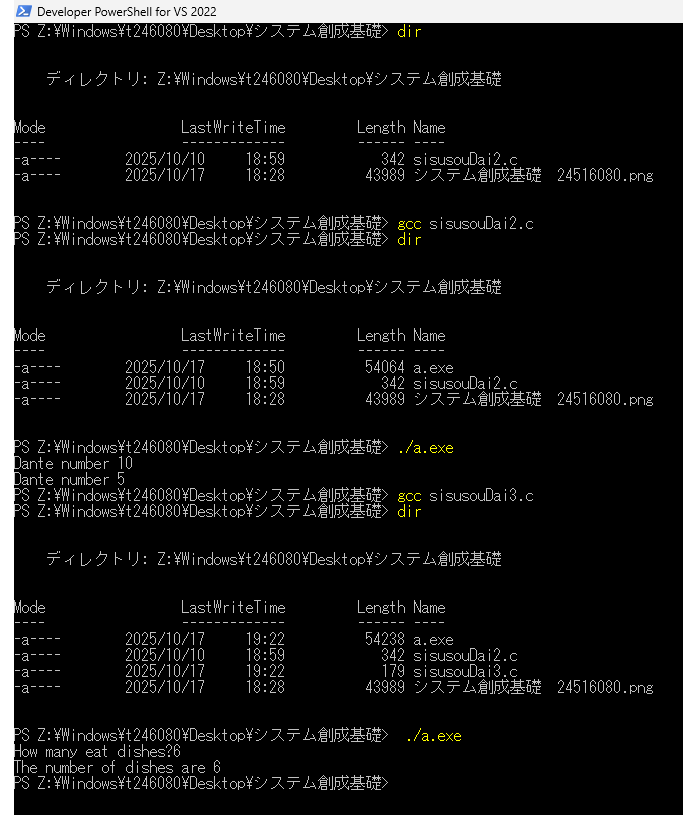 Developer PowerShell for VS 2022
PS Z:¥Windows¥t246080¥Desktop¥システム創成基礎> dir
ディレクトリ: Z:¥Windows¥t246080¥Desktop¥システム創成基礎
Mode LastWriteTime Length Name
---- ------------- ------ ----
-a---- 2025/10/10 18:59 342 sisusouDai2.c
-a---- 2025/10/17 18:28 43989 システム創成基礎 24516080.png
PS Z:¥Windows¥t246080¥Desktop¥システム創成基礎> gcc sisusouDai2.c
PS Z:¥Windows¥t246080¥Desktop¥システム創成基礎> dir
ディレクトリ: Z:¥Windows¥t246080¥Desktop¥システム創成基礎
Mode LastWriteTime Length Name
---- ------------- ------ ----
-a---- 2025/10/17 18:50 54064 a.exe
-a---- 2025/10/10 18:59 342 sisusouDai2.c
-a---- 2025/10/17 18:28 43989 システム創成基礎 24516080.png
PS Z:¥Windows¥t246080¥Desktop¥システム創成基礎> ./a.exe
Dante number 10
Dante number 5
PS Z:¥Windows¥t246080¥Desktop¥システム創成基礎> gcc sisusouDai3.c
PS Z:¥Windows¥t246080¥Desktop¥システム創成基礎> dir
ディレクトリ: Z:¥Windows¥t246080¥Desktop¥システム創成基礎
Mode LastWriteTime Length Name
---- ------------- ------ ----
-a---- 2025/10/17 19:22 54238 a.exe
-a---- 2025/10/10 18:59 342 sisusouDai2.c
-a---- 2025/10/17 19:22 179 sisusouDai3.c
-a---- 2025/10/17 18:28 43989 システム創成基礎 24516080.png
PS Z:¥Windows¥t246080¥Desktop¥システム創成基礎> ./a.exe
How many eat dishes?6
The number of dishes are 6
PS Z:¥Windows¥t246080¥Desktop¥システム創成基礎>